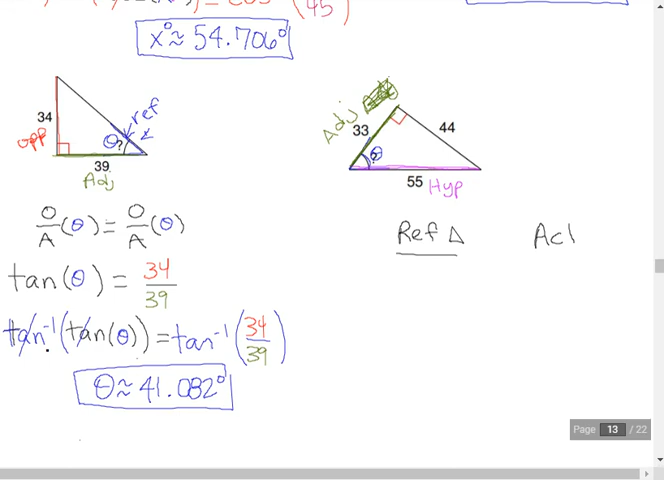 x° ≈ 54.706°
34
opp
θ?
ref
39
Adj
Adj
33
44
θ
55 Hyp
O/A (θ) = O/A (θ)
Ref Δ
tan(θ) = 34/39
tan⁻¹(tan(θ)) = tan⁻¹(34/39)
θ ≈ 41.082°
Page 13 / 22